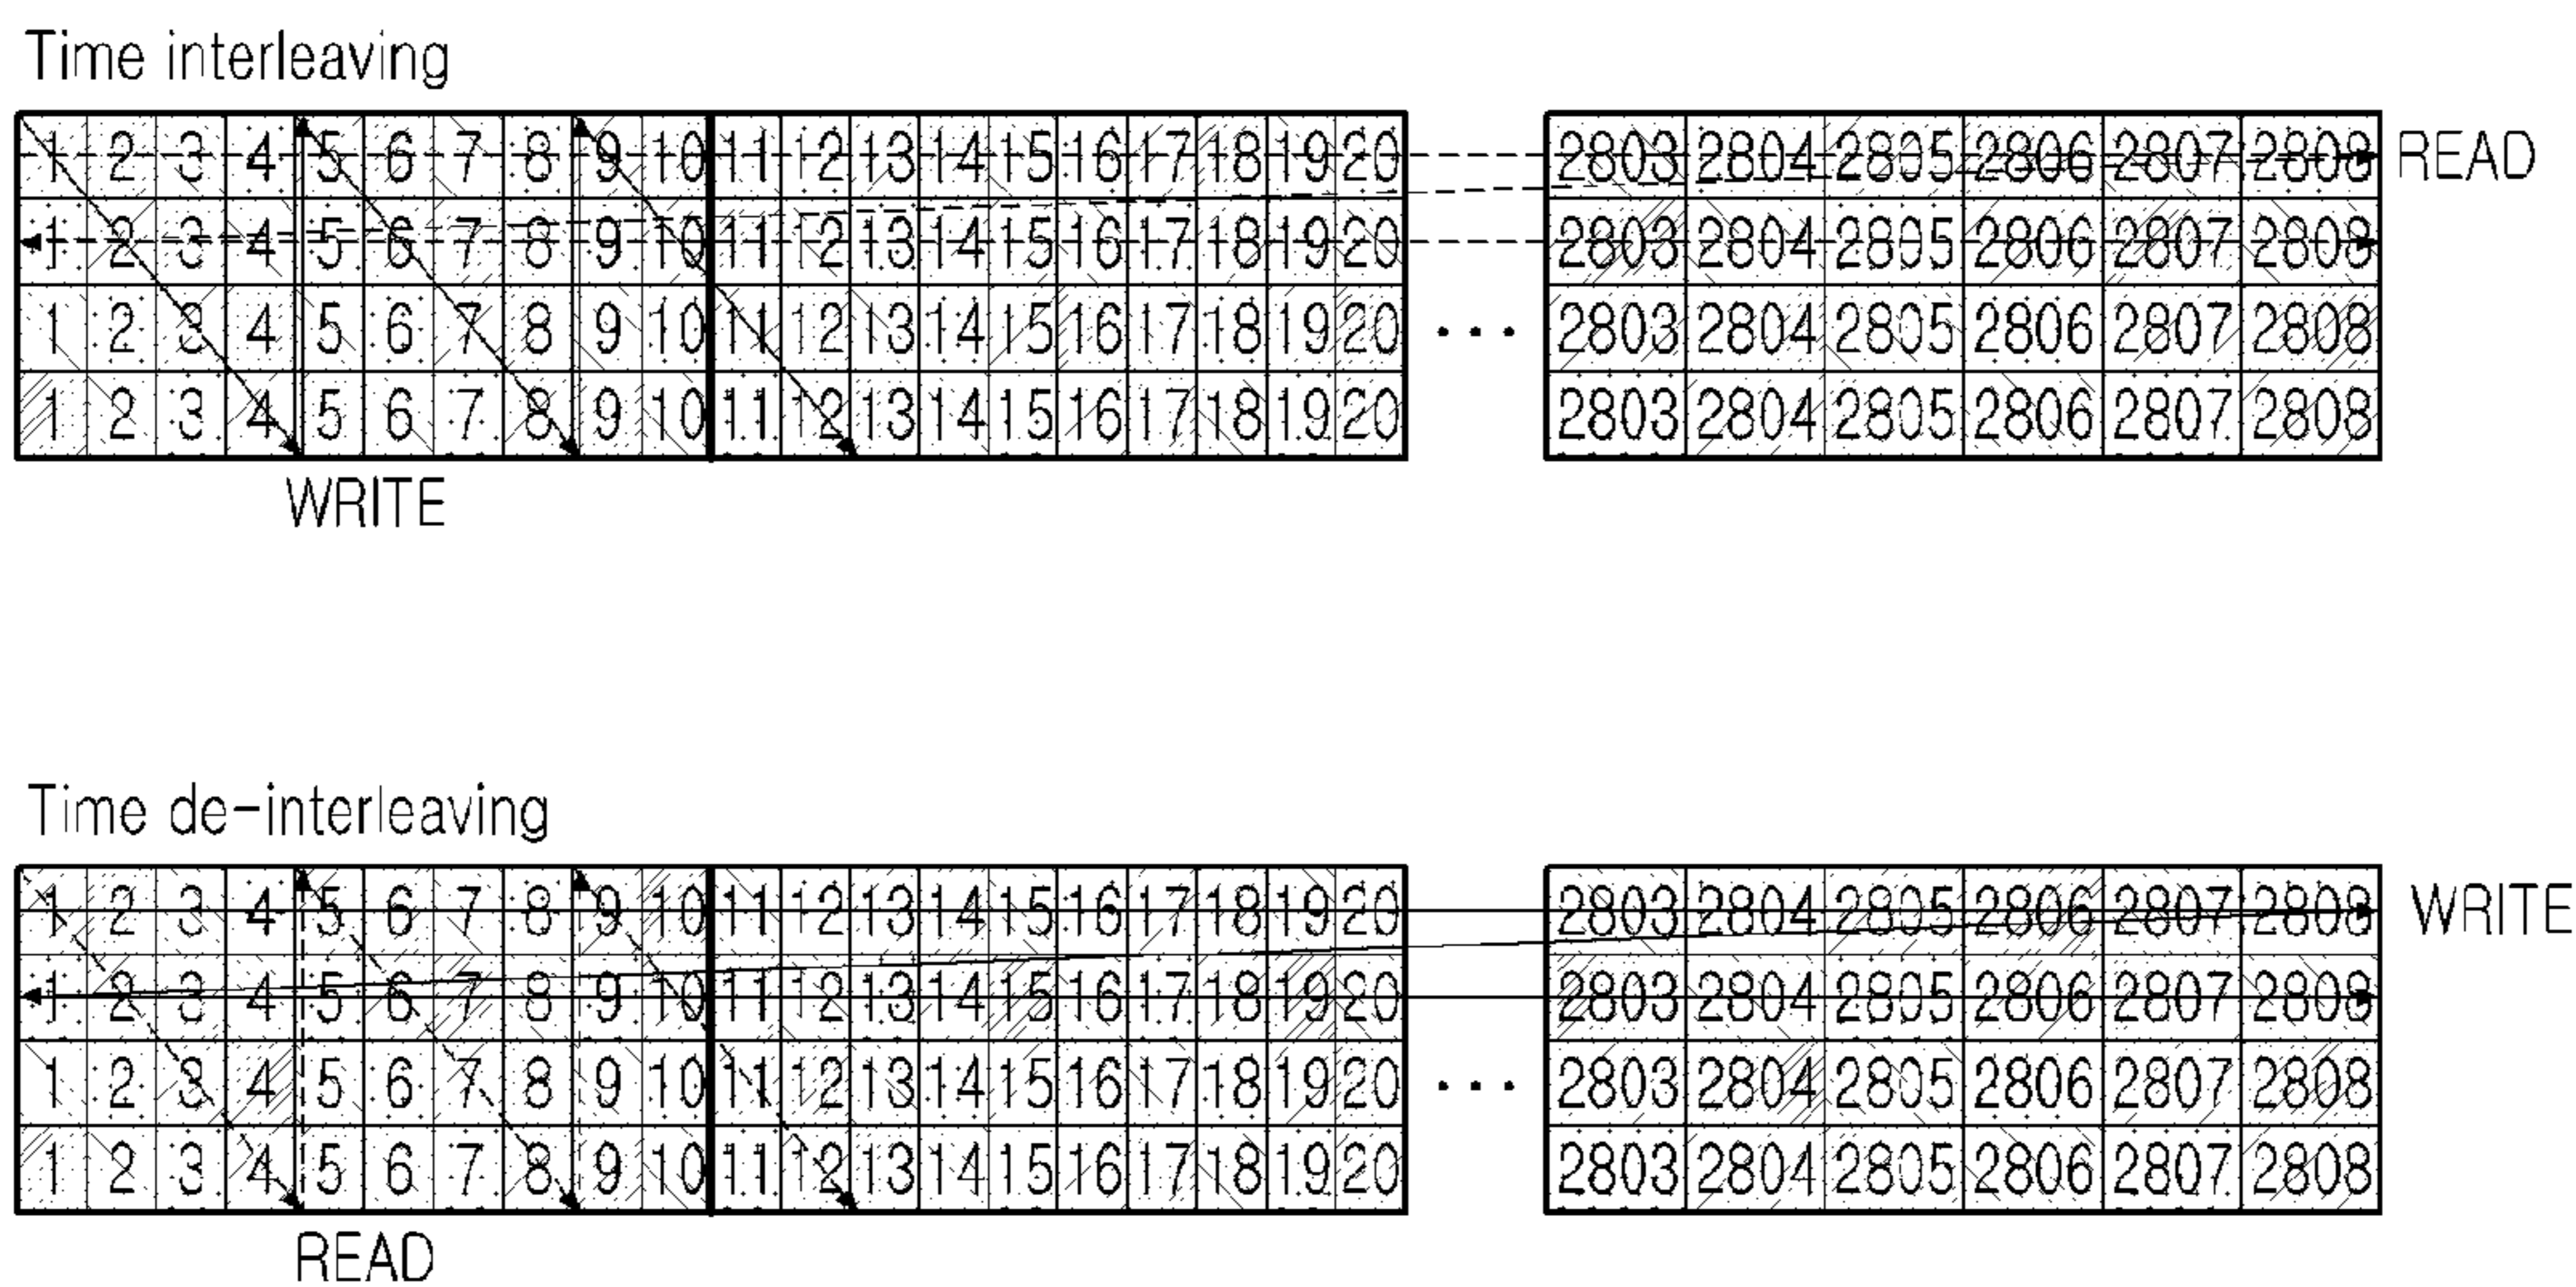 Time interleaving
1 2 3 4 5 6 7 8 9 10 11 12 13 14 15 16 17 18 19 20 2803 2804 2805 2806 2807 2808 READ
1 2 3 4 5 6 7 8 9 10 11 12 13 14 15 16 17 18 19 20 2803 2804 2805 2806 2807 2808
1 2 3 4 5 6 7 8 9 10 11 12 13 14 15 16 17 18 19 20 ... 2803 2804 2805 2806 2807 2808
1 2 3 4 5 6 7 8 9 10 11 12 13 14 15 16 17 18 19 20 2803 2804 2805 2806 2807 2808
WRITE
Time de-interleaving
1 2 3 4 5 6 7 8 9 10 11 12 13 14 15 16 17 18 19 20 2803 2804 2805 2806 2807 2808 WRITE
1 2 3 4 5 6 7 8 9 10 11 12 13 14 15 16 17 18 19 20 2803 2804 2805 2806 2807 2808
1 2 3 4 5 6 7 8 9 10 11 12 13 14 15 16 17 18 19 20 ... 2803 2804 2805 2806 2807 2808
1 2 3 4 5 6 7 8 9 10 11 12 13 14 15 16 17 18 19 20 2803 2804 2805 2806 2807 2808
READ